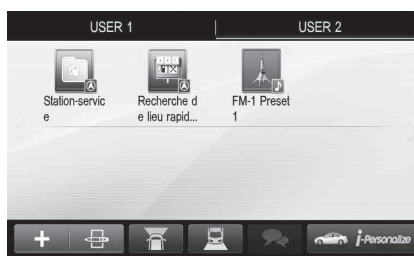 USER 1 | USER 2
Station-servic
e
Recherche d
e lieu rapid...
FM-1 Preset
1
i-Personalize